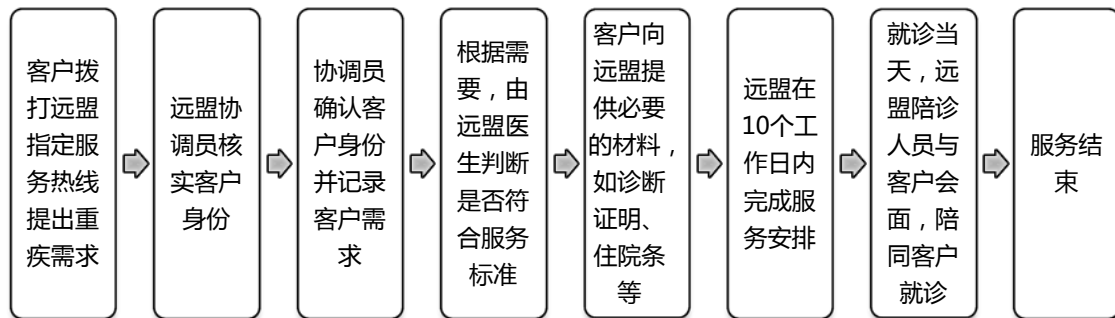 客户拨
打远盟
指定服
务热线
提出重
疾需求
远盟协
调员核
实客户
身份
协调员
确认客
户身份
并记录
客户需
求
根据需
要，由
远盟医
生判断
是否符
合服务
标准
客户向
远盟提
供必要
的材料，
如诊断
证明、
住院条
等
远盟在
10个工
作日内
完成服
务安排
就诊当
天，远
盟陪诊
人员与
客户会
面，陪
同客户
就诊
服务结
束